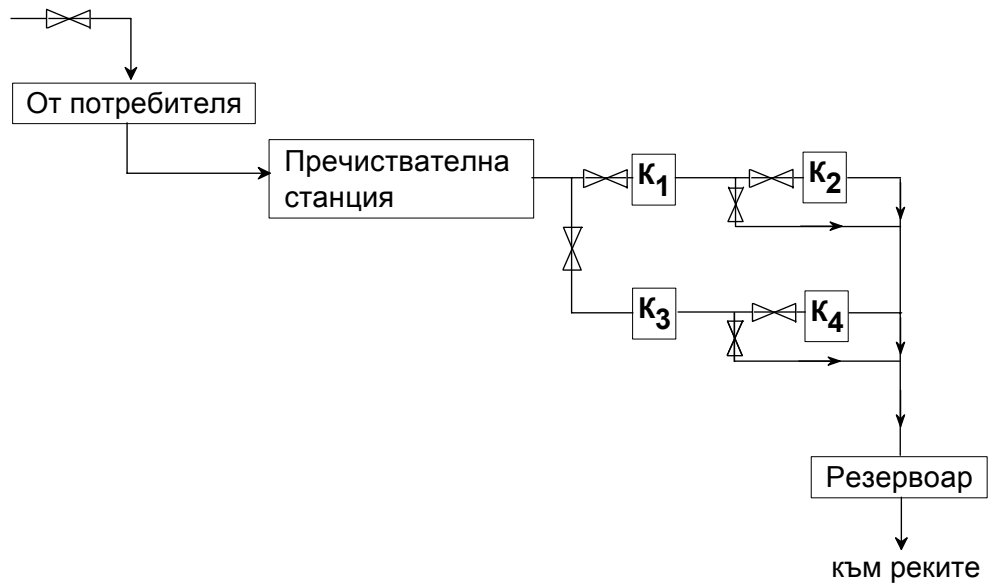 От потребителя
Пречиствателна
станция
К1
К2
К3
К4
Резервоар
към реките